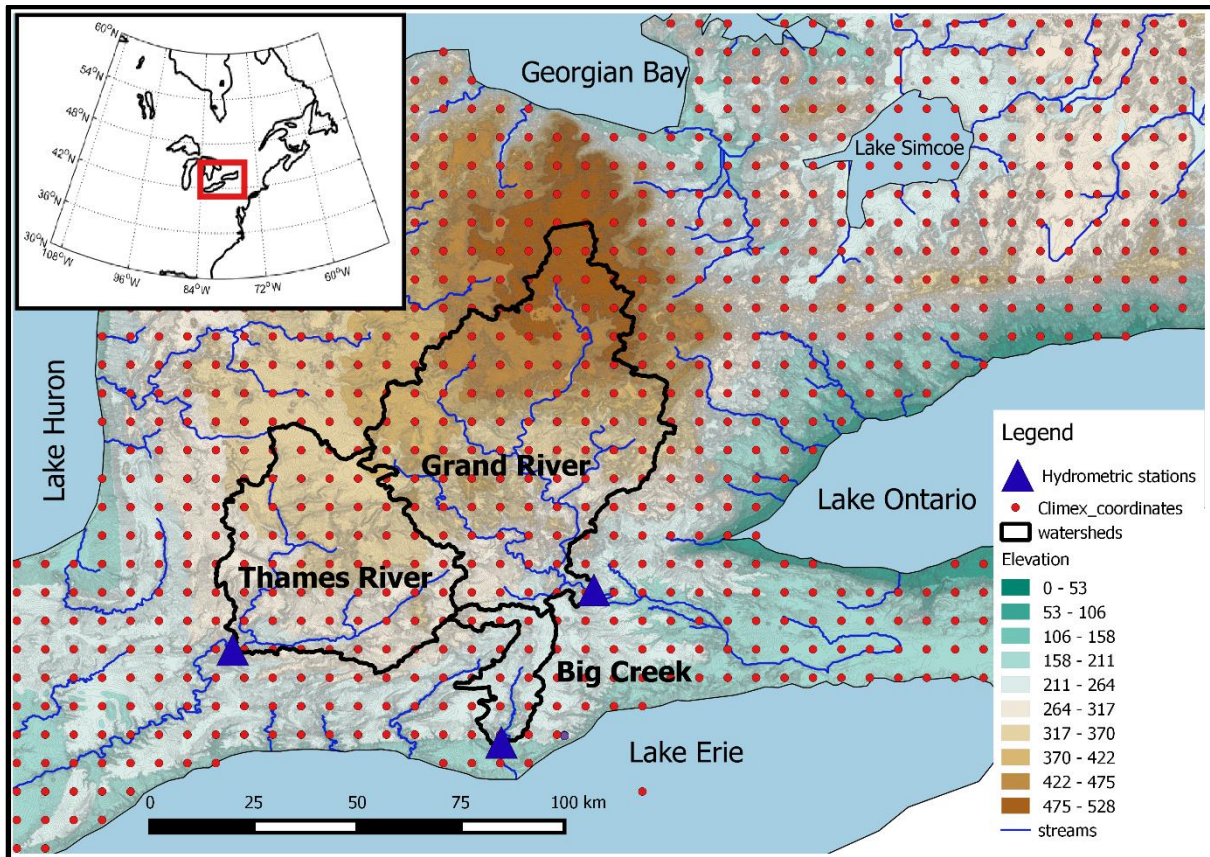 60°N
54°N
48°N
42°N
36°N
30°N
108°W
96°W
84°W
72°W
60°W
Georgian Bay
Lake Simcoe
Lake Huron
Grand River
Lake Ontario
Thames River
Big Creek
Lake Erie
0 25 50 75 100 km
Legend
Hydrometric stations
Climex_coordinates
watersheds
Elevation
0 - 53
53 - 106
106 - 158
158 - 211
211 - 264
264 - 317
317 - 370
370 - 422
422 - 475
475 - 528
streams